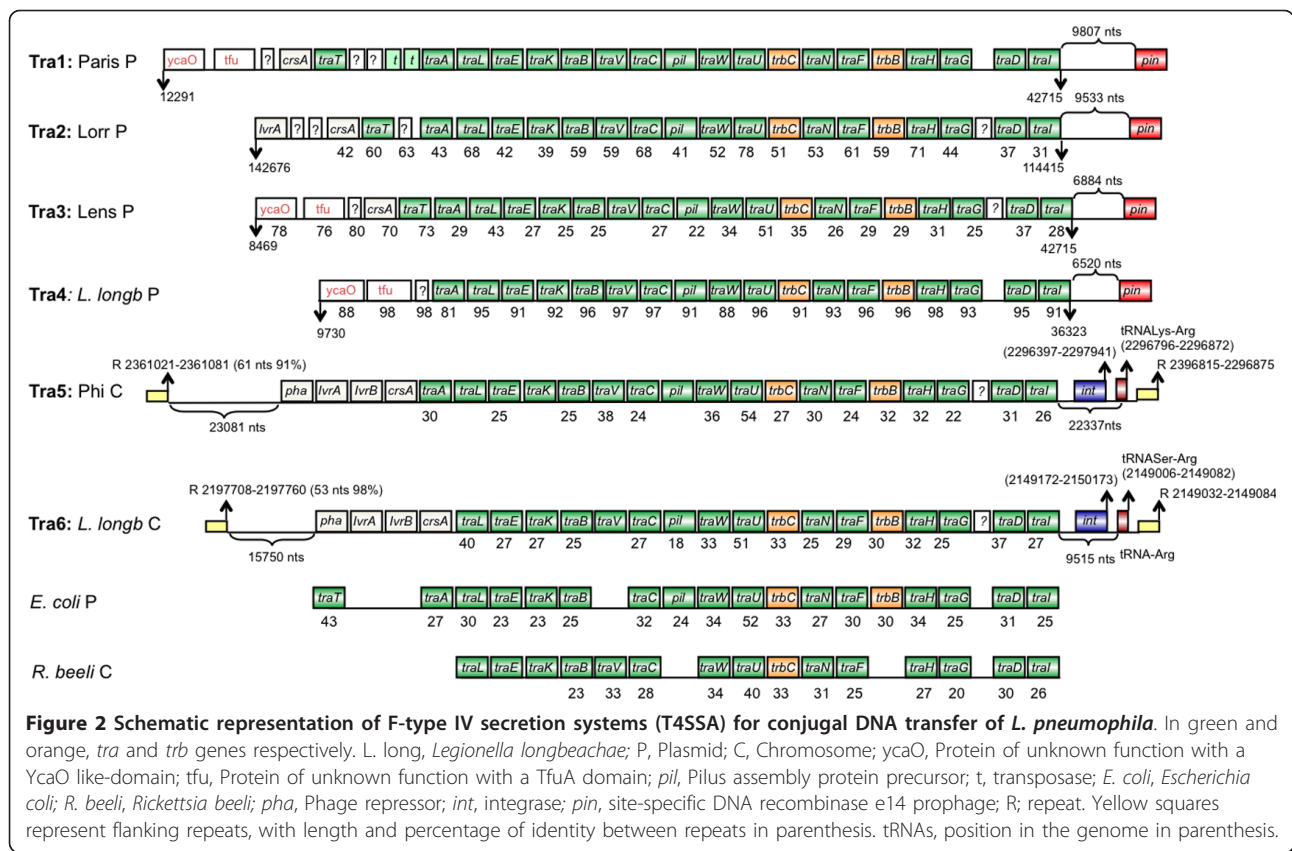 9807 nts
Tra1: Paris P ycaO tfu ? crsA traT ? ? t t traA traL traE traK traB traV traC pil traW traU trbC traN traF trbB traH traG traD traI pin
12291 42715
9533 nts
Tra2: Lorr P lvrA ? ? crsA traT ? traA traL traE traK traB traV traC pil traW traU trbC traN traF trbB traH traG ? traD traI pin
42 60 63 43 68 42 39 59 59 68 41 52 78 51 53 61 59 71 44 37 31
142676 114415
6884 nts
Tra3: Lens P ycaO tfu ? crsA traT traA traL traE traK traB traV traC pil traW traU trbC traN traF trbB traH traG ? traD traI pin
78 76 80 70 73 29 43 27 25 25 27 22 34 51 35 26 29 29 31 25 37 28
8469 42715
6520 nts
Tra4: L. longb P ycaO tfu ? traA traL traE traK traB traV traC pil traW traU trbC traN traF trbB traH traG traD traI pin
88 98 98 81 95 91 92 96 97 97 91 88 96 91 93 96 96 98 93 95 91
9730 36323
tRNALys-Arg
(2296397-2297941) (2296796-2296872)
R 2361021-2361081 (61 nts 91%) R 2396815-2296875
Tra5: Phi C pha lvrA lvrB crsA traA traL traE traK traB traV traC pil traW traU trbC traN traF trbB traH traG ? traD traI int
30 25 25 38 24 36 54 27 30 24 32 32 22 31 26
23081 nts 22337nts
tRNASer-Arg
(2149172-2150173) (2149006-2149082)
R 2197708-2197760 (53 nts 98%) R 2149032-2149084
Tra6: L. longb C pha lvrA lvrB crsA traL traE traK traB traV traC pil traW traU trbC traN traF trbB traH traG ? traD traI int
40 27 27 25 27 18 33 51 33 25 29 30 32 25 37 27
15750 nts 9515 nts tRNA-Arg
E. coli P traT traA traL traE traK traB traC pil traW traU trbC traN traF trbB traH traG traD traI
43 27 30 23 23 25 32 24 34 52 33 27 30 30 34 25 31 25
R. beeli C traL traE traK traB traV traC traW traU trbC traN traF traH traG traD traI
23 33 28 34 40 33 31 25 27 20 30 26
Figure 2 Schematic representation of F-type IV secretion systems (T4SSA) for conjugal DNA transfer of L. pneumophila. In green and
orange, tra and trb genes respectively. L. long, Legionella longbeachae; P, Plasmid; C, Chromosome; ycaO, Protein of unknown function with a
YcaO like-domain; tfu, Protein of unknown function with a TfuA domain; pil, Pilus assembly protein precursor; t, transposase; E. coli, Escherichia
coli; R. beeli, Rickettsia beeli; pha, Phage repressor; int, integrase; pin, site-specific DNA recombinase e14 prophage; R; repeat. Yellow squares
represent flanking repeats, with length and percentage of identity between repeats in parenthesis. tRNAs, position in the genome in parenthesis.